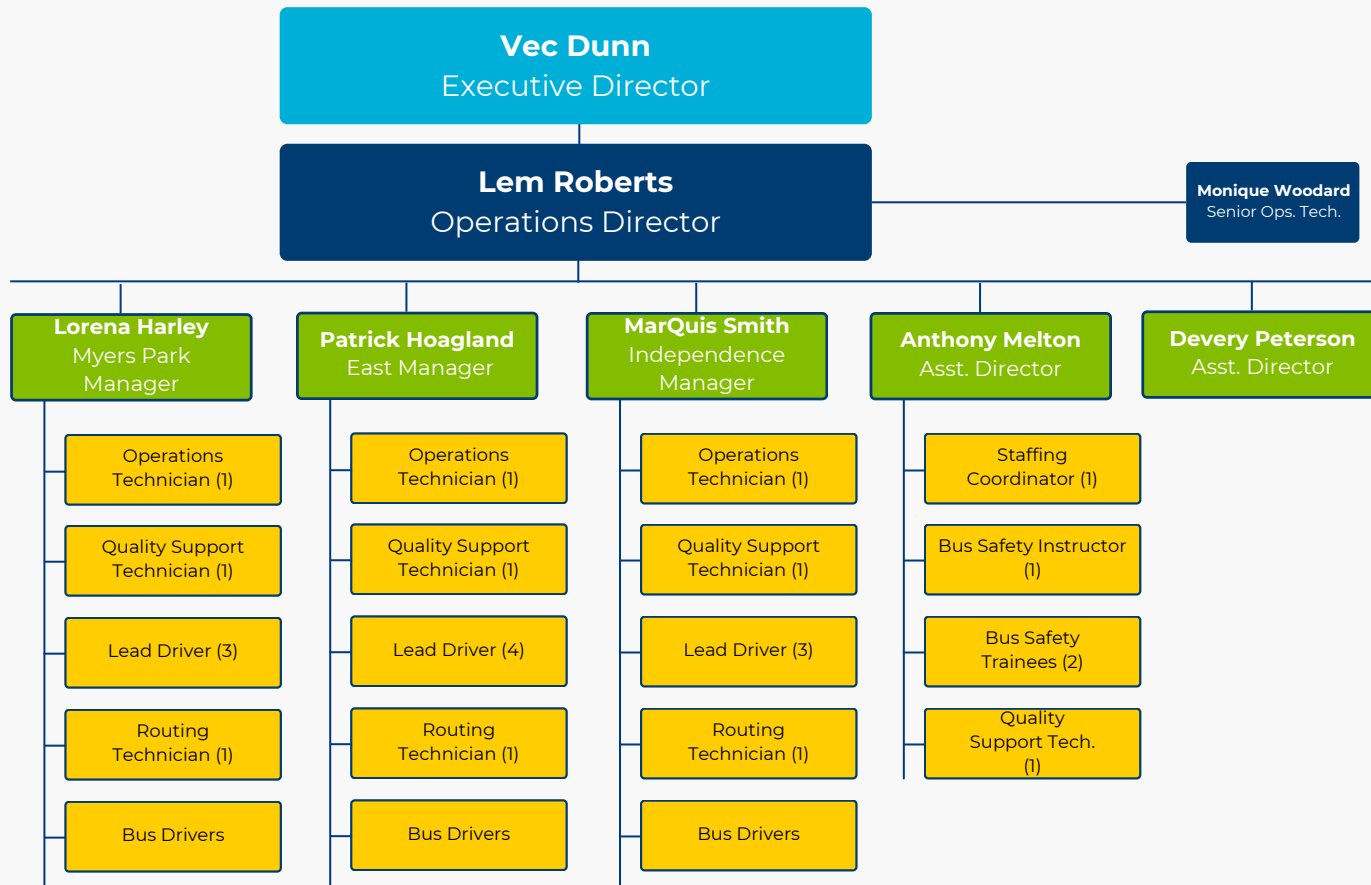 Vec Dunn
Executive Director
Lem Roberts
Operations Director
Monique Woodard
Senior Ops. Tech.
Lorena Harley
Myers Park
Manager
Operations
Technician (1)
Quality Support
Technician (1)
Lead Driver (3)
Routing
Technician (1)
Bus Drivers
Patrick Hoagland
East Manager
Operations
Technician (1)
Quality Support
Technician (1)
Lead Driver (4)
Routing
Technician (1)
Bus Drivers
MarQuis Smith
Independence
Manager
Operations
Technician (1)
Quality Support
Technician (1)
Lead Driver (3)
Routing
Technician (1)
Bus Drivers
Anthony Melton
Asst. Director
Staffing
Coordinator (1)
Bus Safety Instructor
(1)
Bus Safety
Trainees (2)
Quality
Support Tech.
(1)
Devery Peterson
Asst. Director